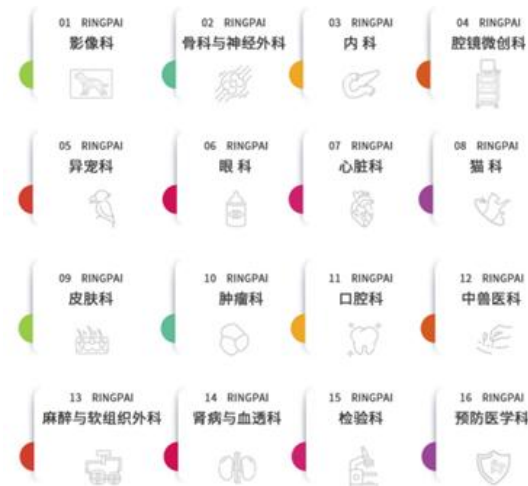 01 RINGPAI
影像科
02 RINGPAI
骨科与神经外科
03 RINGPAI
内 科
04 RINGPAI
腔镜微创科
05 RINGPAI
异宠科
06 RINGPAI
眼 科
07 RINGPAI
心脏科
08 RINGPAI
猫 科
09 RINGPAI
皮肤科
10 RINGPAI
肿瘤科
11 RINGPAI
口腔科
12 RINGPAI
中兽医科
13 RINGPAI
麻醉与软组织外科
14 RINGPAI
肾病与血透科
15 RINGPAI
检验科
16 RINGPAI
预防医学科